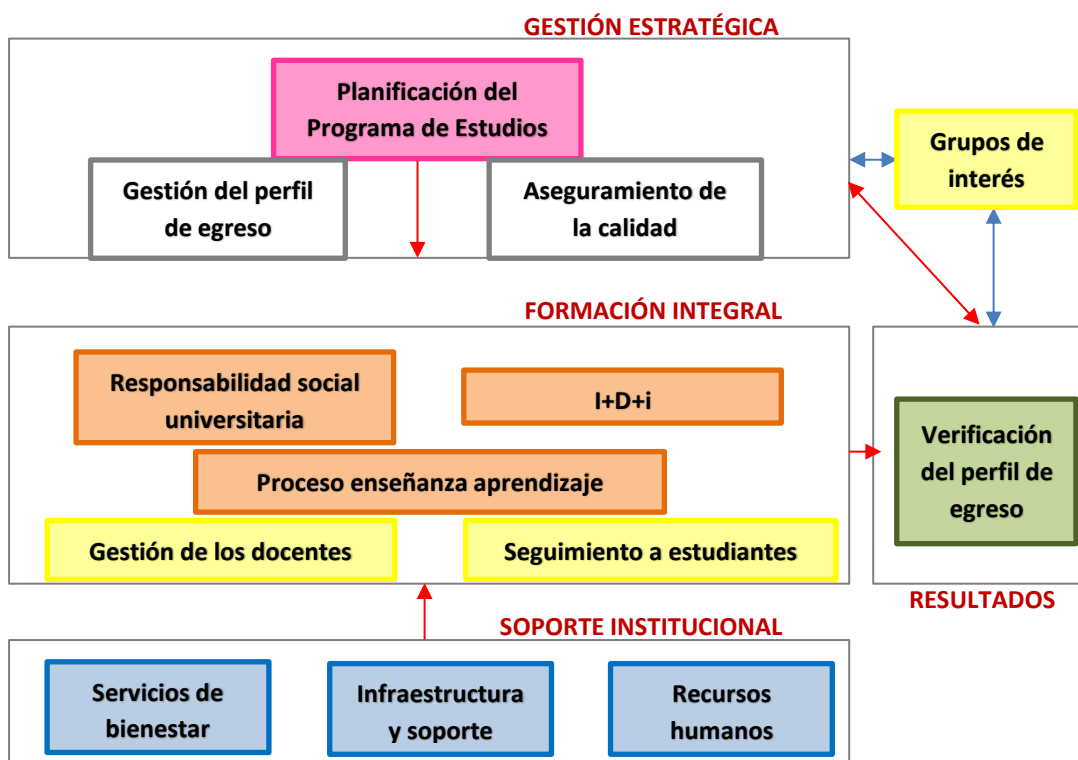 GESTIÓN ESTRATÉGICA
Planificación del
Programa de Estudios
Gestión del perfil
de egreso
Aseguramiento de
la calidad
Grupos de
interés
FORMACIÓN INTEGRAL
Responsabilidad social
universitaria
I+D+i
Proceso enseñanza aprendizaje
Gestión de los docentes
Seguimiento a estudiantes
Verificación
del perfil de
egreso
RESULTADOS
SOPORTE INSTITUCIONAL
Servicios de
bienestar
Infraestructura
y soporte
Recursos
humanos